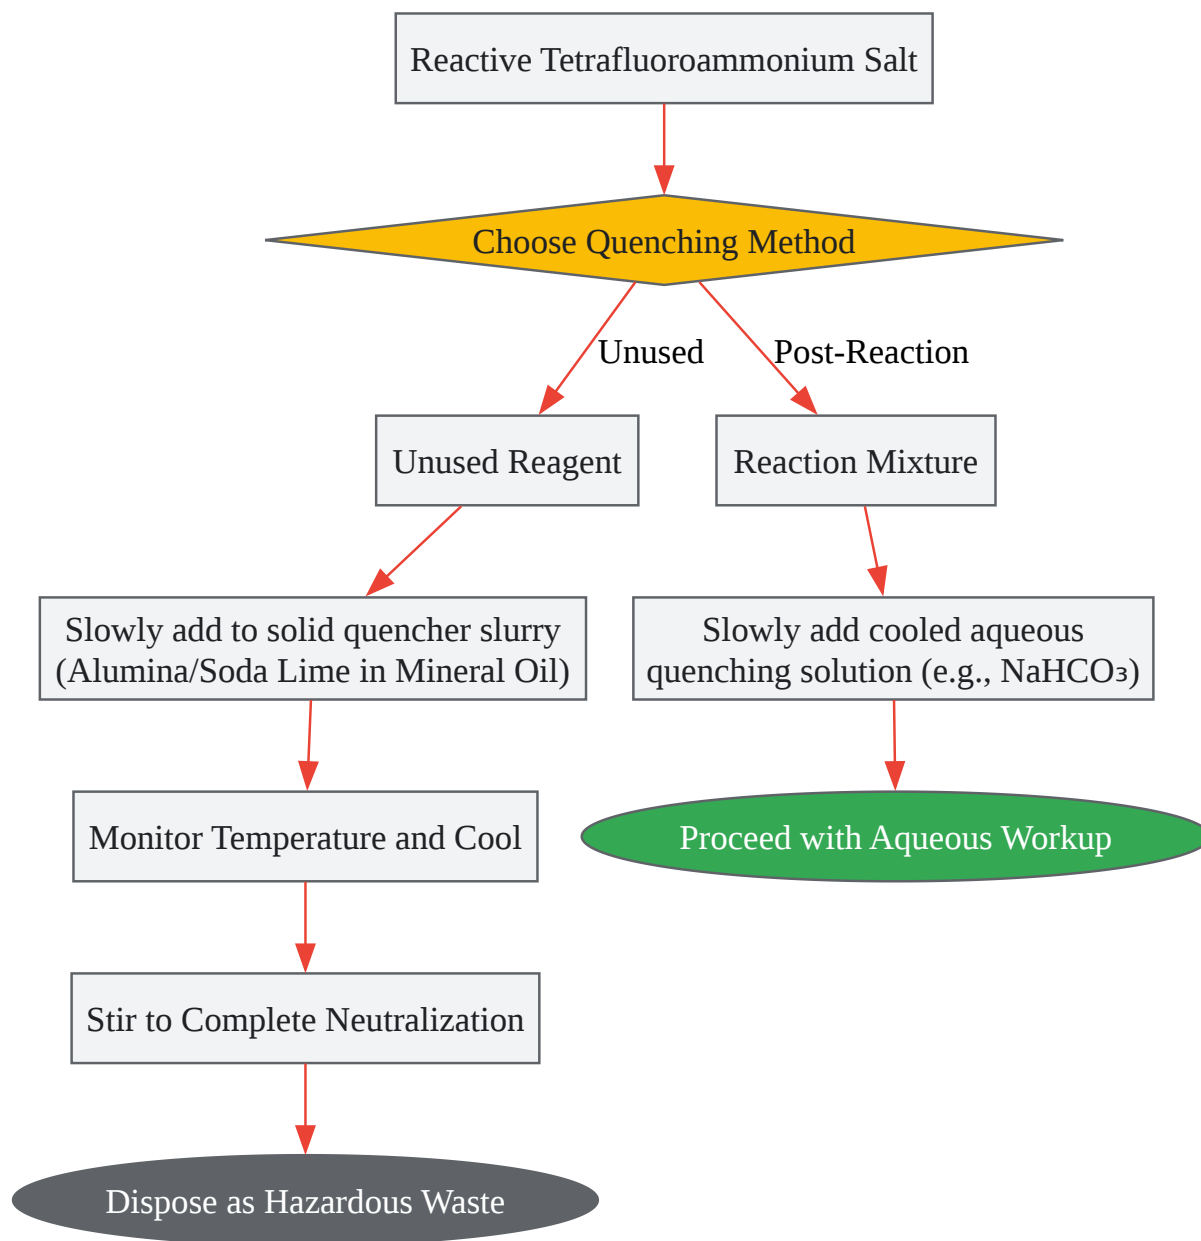 Reactive Tetrafluoroammonium Salt
Choose Quenching Method
Unused
Post-Reaction
Unused Reagent
Reaction Mixture
Slowly add to solid quencher slurry
(Alumina/Soda Lime in Mineral Oil)
Slowly add cooled aqueous
quenching solution (e.g., NaHCO₃)
Monitor Temperature and Cool
Proceed with Aqueous Workup
Stir to Complete Neutralization
Dispose as Hazardous Waste